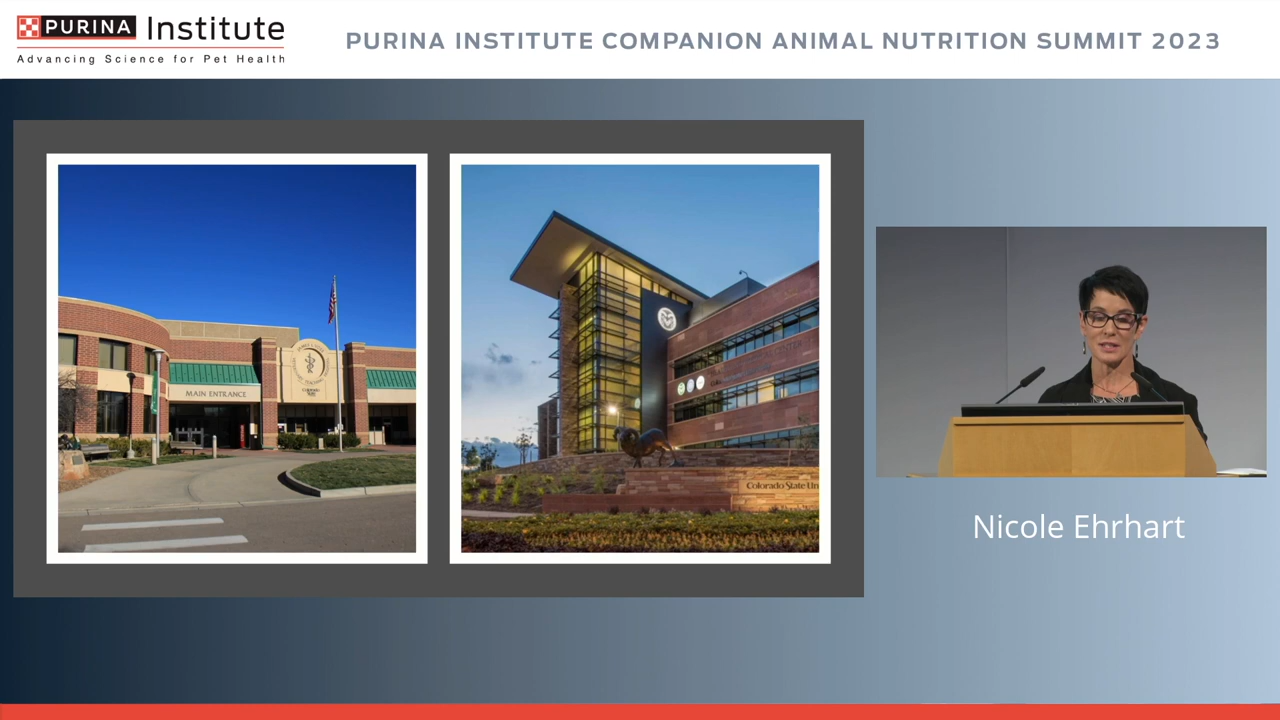 PURINA Institute
Advancing Science for Pet Health
PURINA INSTITUTE COMPANION ANIMAL NUTRITION SUMMIT 2023
MAIN ENTRANCE
Colorado State Un
Nicole Ehrhart